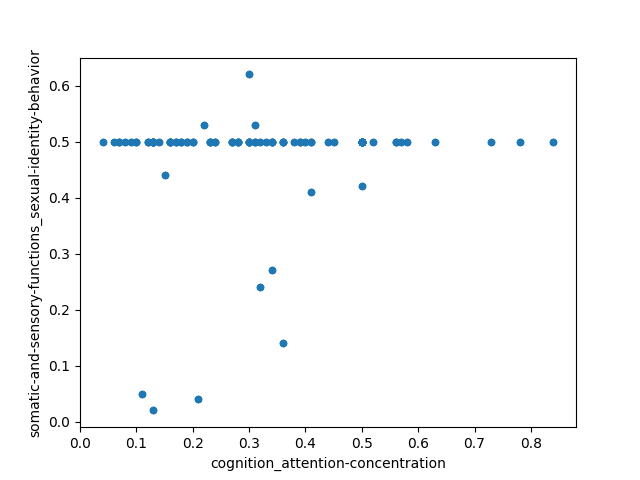 somatic-and-sensory-functions_sexual-identity-behavior
0.6
0.5
0.4
0.3
0.2
0.1
0.0
0.0 0.1 0.2 0.3 0.4 0.5 0.6 0.7 0.8
cognition_attention-concentration